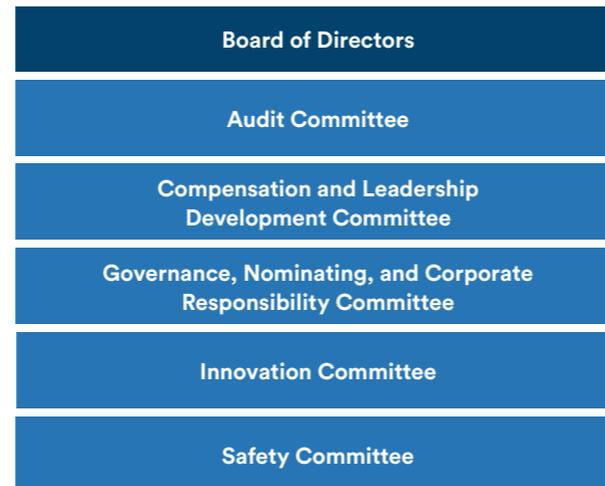 Board of Directors
Audit Committee
Compensation and Leadership
Development Committee
Governance, Nominating, and Corporate
Responsibility Committee
Innovation Committee
Safety Committee